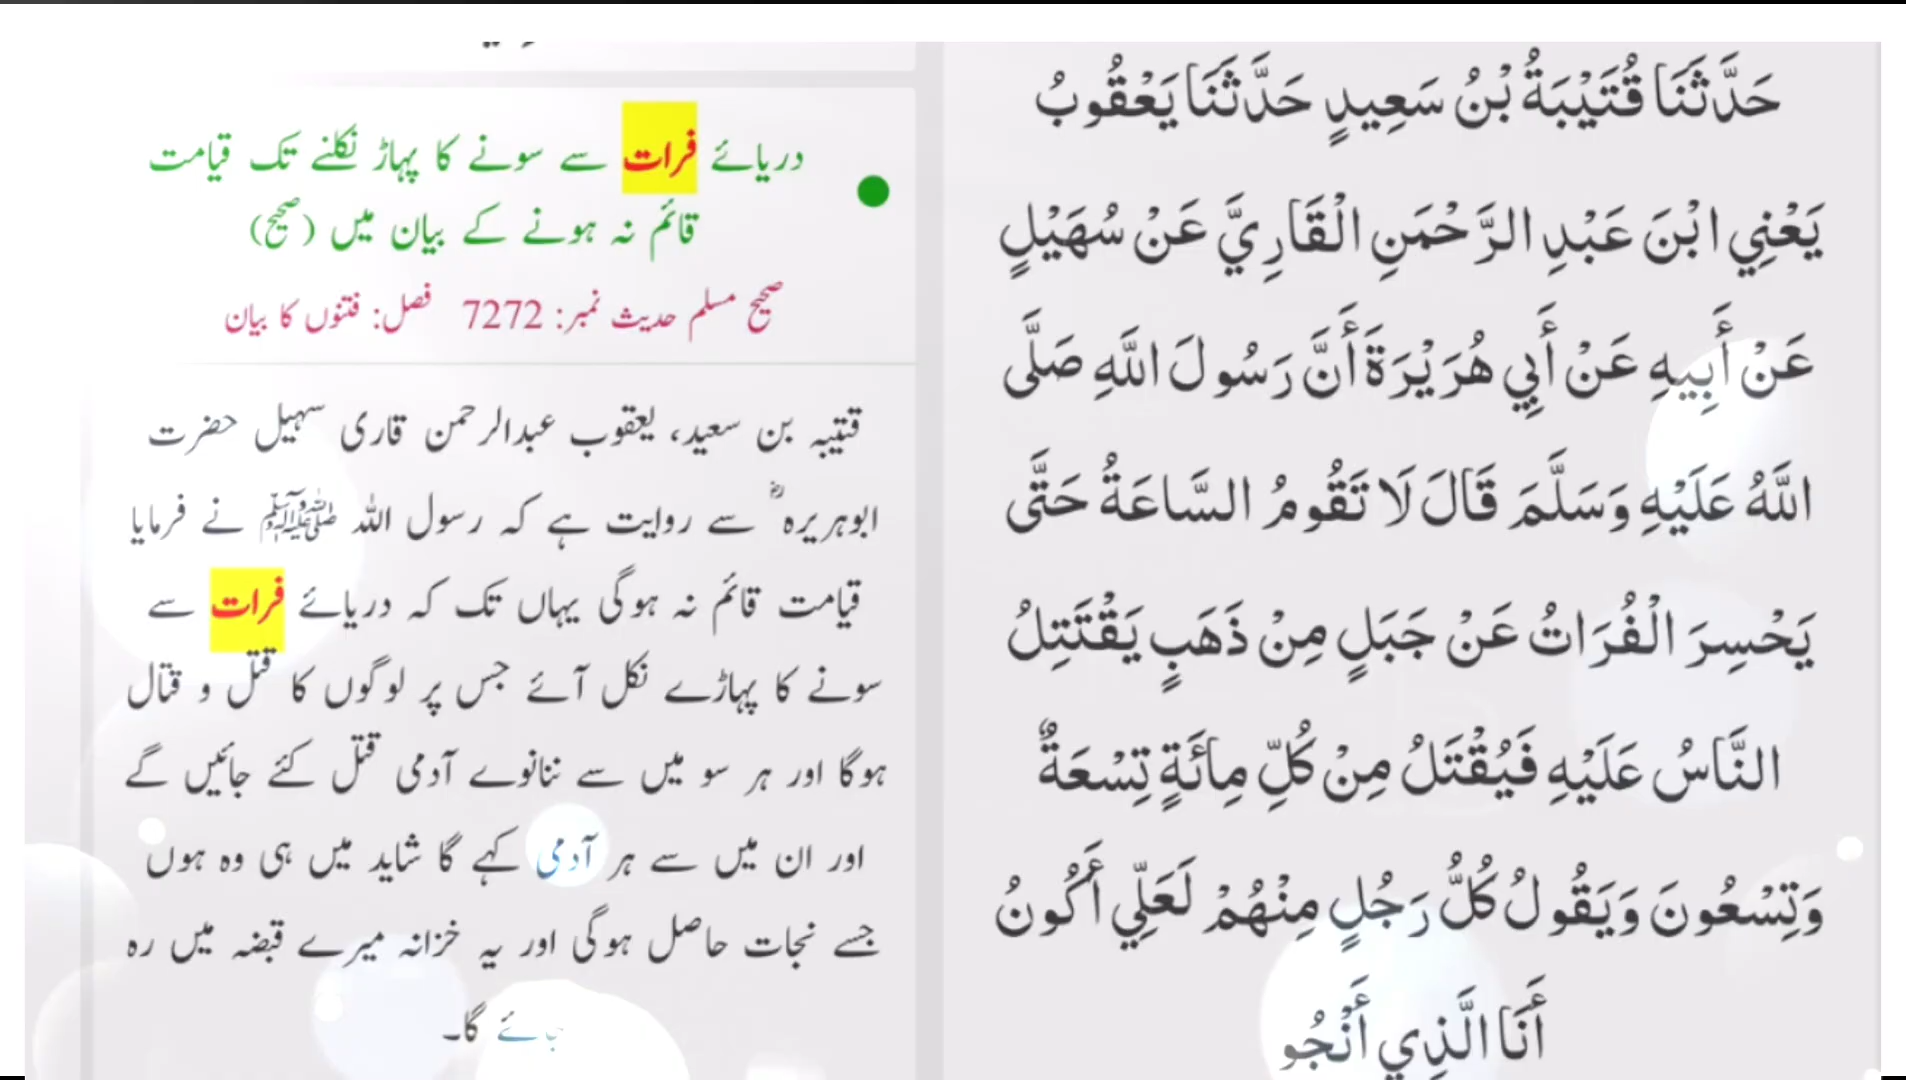 حَدَّثَنَا قُتَيْبَةُ بْنُ سَعِيدٍ حَدَّثَنَا يَعْقُوبُ
يَعْنِي ابْنَ عَبْدِ الرَّحْمَنِ الْقَارِيَّ عَنْ سُهَيْلٍ
عَنْ أَبِيهِ عَنْ أَبِي هُرَيْرَةَ أَنَّ رَسُولَ اللَّهِ صَلَّى
اللَّهُ عَلَيْهِ وَسَلَّمَ قَالَ لَا تَقُومُ السَّاعَةُ حَتَّى
يَحْسِرَ الْفُرَاتُ عَنْ جَبَلٍ مِنْ ذَهَبٍ يَقْتَتِلُ
النَّاسُ عَلَيْهِ فَيُقْتَلُ مِنْ كُلِّ مِائَةٍ تِسْعَةٌ
وَتِسْعُونَ وَيَقُولُ كُلُّ رَجُلٍ مِنْهُمْ لَعَلِّي أَكُونُ
أَنَا الَّذِي أَنْجُو
دریائے فرات سے سونے کا پہاڑ نکلنے تک قیامت
قائم نہ ہونے کے بیان میں (صحیح)
صحیح مسلم حدیث نمبر: 7272 فصل: فتنوں کا بیان
قتیبہ بن سعید، یعقوب عبدالرحمن قاری سہیل حضرت
ابوہریرہ ؓ سے روایت ہے کہ رسول اللہ ﷺ نے فرمایا
قیامت قائم نہ ہوگی یہاں تک کہ دریائے فرات سے
سونے کا پہاڑے نکل آئے جس پر لوگوں کا قتل و قتال
ہوگا اور ہر سو میں سے ننانوے آدمی قتل کئے جائیں گے
اور ان میں سے ہر آدمی کہے گا شاید میں ہی وہ ہوں
جسے نجات حاصل ہوگی اور یہ خزانہ میرے قبضہ میں رہ
جائے گا۔